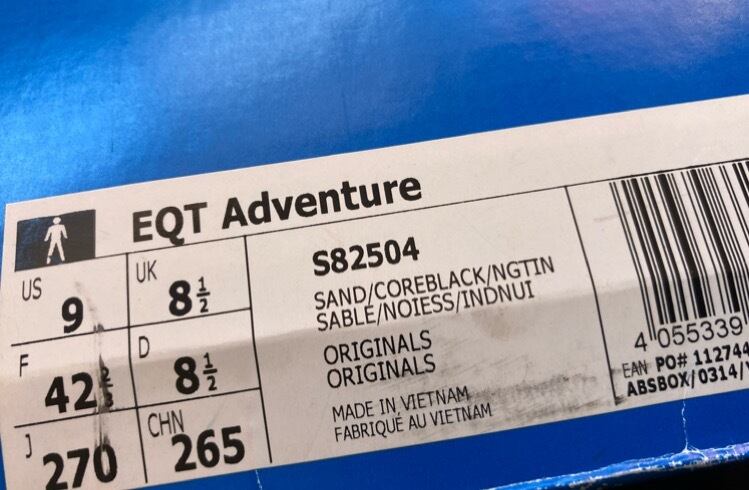 EQT Adventure
US 9
UK 8 1/2
F 42 2/3
D 8 1/2
J 270
CHN 265
S82504
SAND/COREBLACK/NGTIN
SABLE/NOIESS/INDNUI
ORIGINALS
ORIGINALS
MADE IN VIETNAM
FABRIQUÉ AU VIETNAM
4 055339
EAN PO# 112744
ABSBOX/0314/